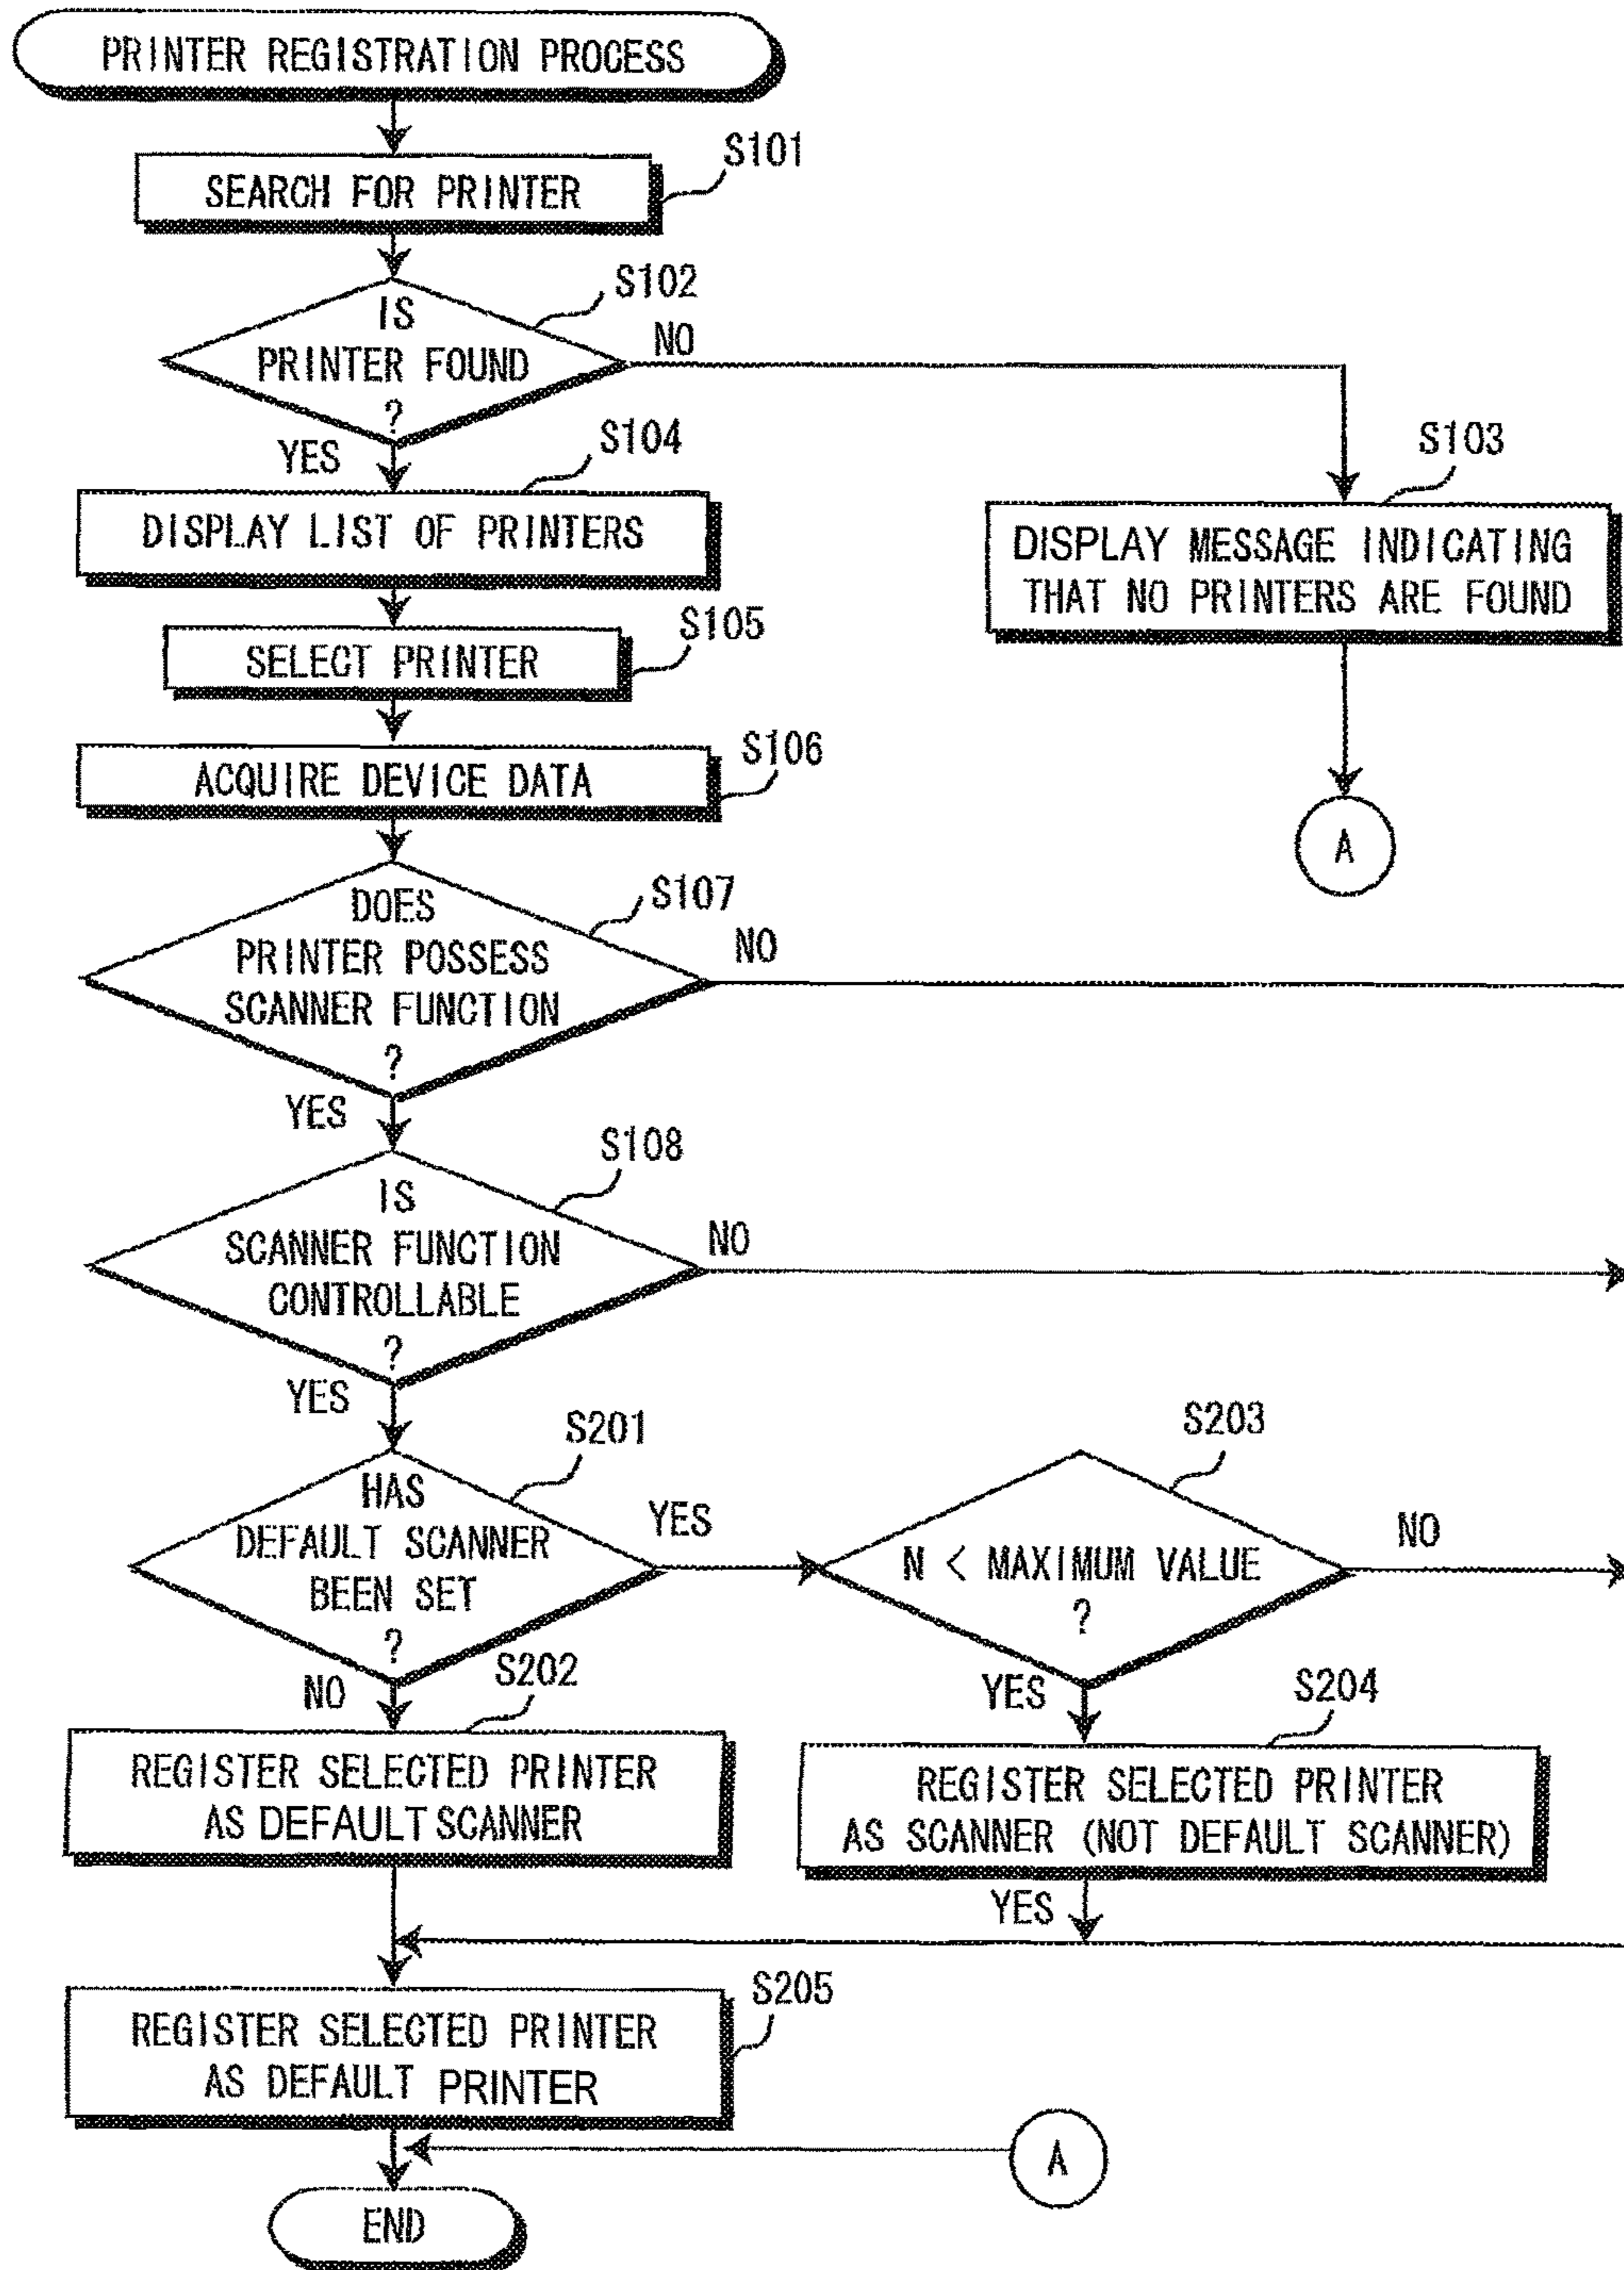 PRINTER REGISTRATION PROCESS
S101
SEARCH FOR PRINTER
S102
IS
PRINTER FOUND
?
NO
YES
S104
DISPLAY LIST OF PRINTERS
S103
DISPLAY MESSAGE INDICATING
THAT NO PRINTERS ARE FOUND
A
S105
SELECT PRINTER
S106
ACQUIRE DEVICE DATA
S107
DOES
PRINTER POSSESS
SCANNER FUNCTION
?
NO
YES
S108
IS
SCANNER FUNCTION
CONTROLLABLE
?
NO
YES
S201
HAS
DEFAULT SCANNER
BEEN SET
?
YES
NO
S203
N < MAXIMUM VALUE
?
NO
YES
S202
REGISTER SELECTED PRINTER
AS DEFAULT SCANNER
S204
REGISTER SELECTED PRINTER
AS SCANNER (NOT DEFAULT SCANNER)
YES
S205
REGISTER SELECTED PRINTER
AS DEFAULT PRINTER
A
END